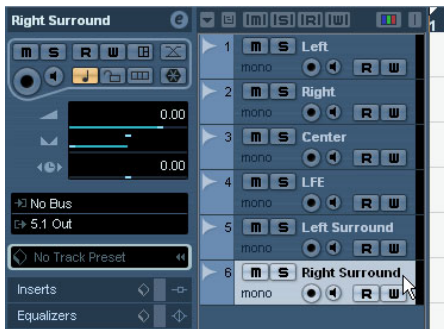 Right Surround e
M S R W
0.00
0.00
No Bus
5.1 Out
No Track Preset
Inserts
Equalizers
M S R W I
1
1 M S Left
mono R W
2 M S Right
mono R W
3 M S Center
mono R W
4 M S LFE
mono R W
5 M S Left Surround
mono R W
6 M S Right Surround
mono R W